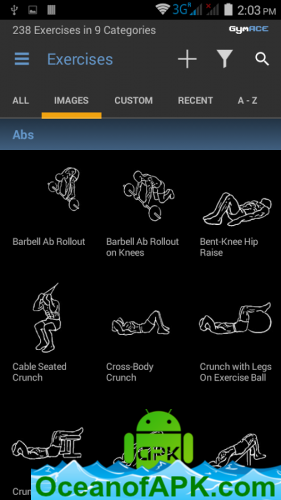 3G 2:03 PM
238 Exercises in 9 Categories GymACE
Exercises
ALL IMAGES CUSTOM RECENT A - Z
Abs
Barbell Ab Rollout
Barbell Ab Rollout
on Knees
Bent-Knee Hip
Raise
Cable Seated
Crunch
Cross-Body
Crunch
Crunch with Legs
On Exercise Ball
APK
OceanofAPK.com